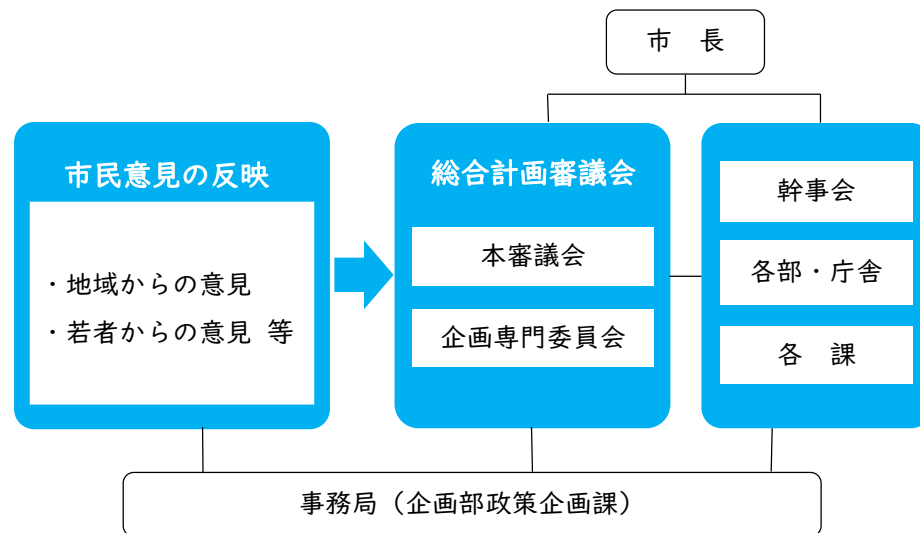 市　長
市民意見の反映
・地域からの意見
・若者からの意見 等
総合計画審議会
本審議会
企画専門委員会
幹事会
各部・庁舎
各　課
事務局（企画部政策企画課）